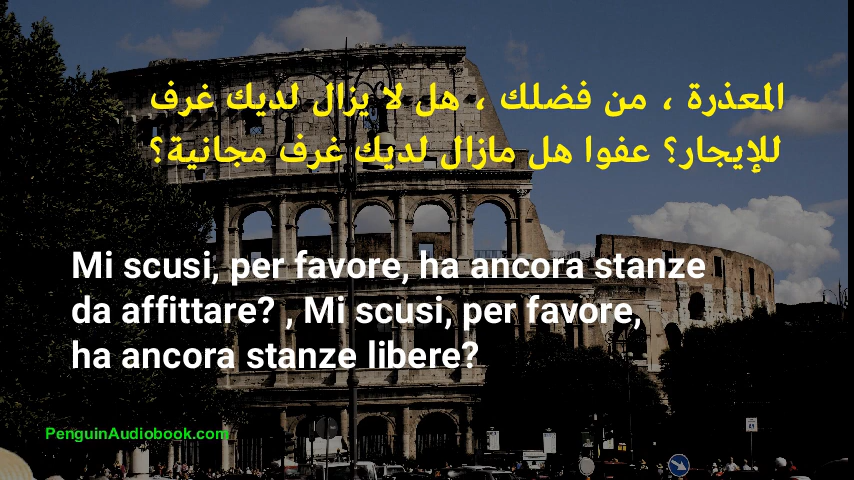 المعذرة ، من فضلك ، هل لا يزال لديك غرف
للإيجار؟ عفوا هل مازال لديك غرف مجانية؟
Mi scusi, per favore, ha ancora stanze
da affittare? , Mi scusi, per favore,
ha ancora stanze libere?
PenguinAudiobook.com